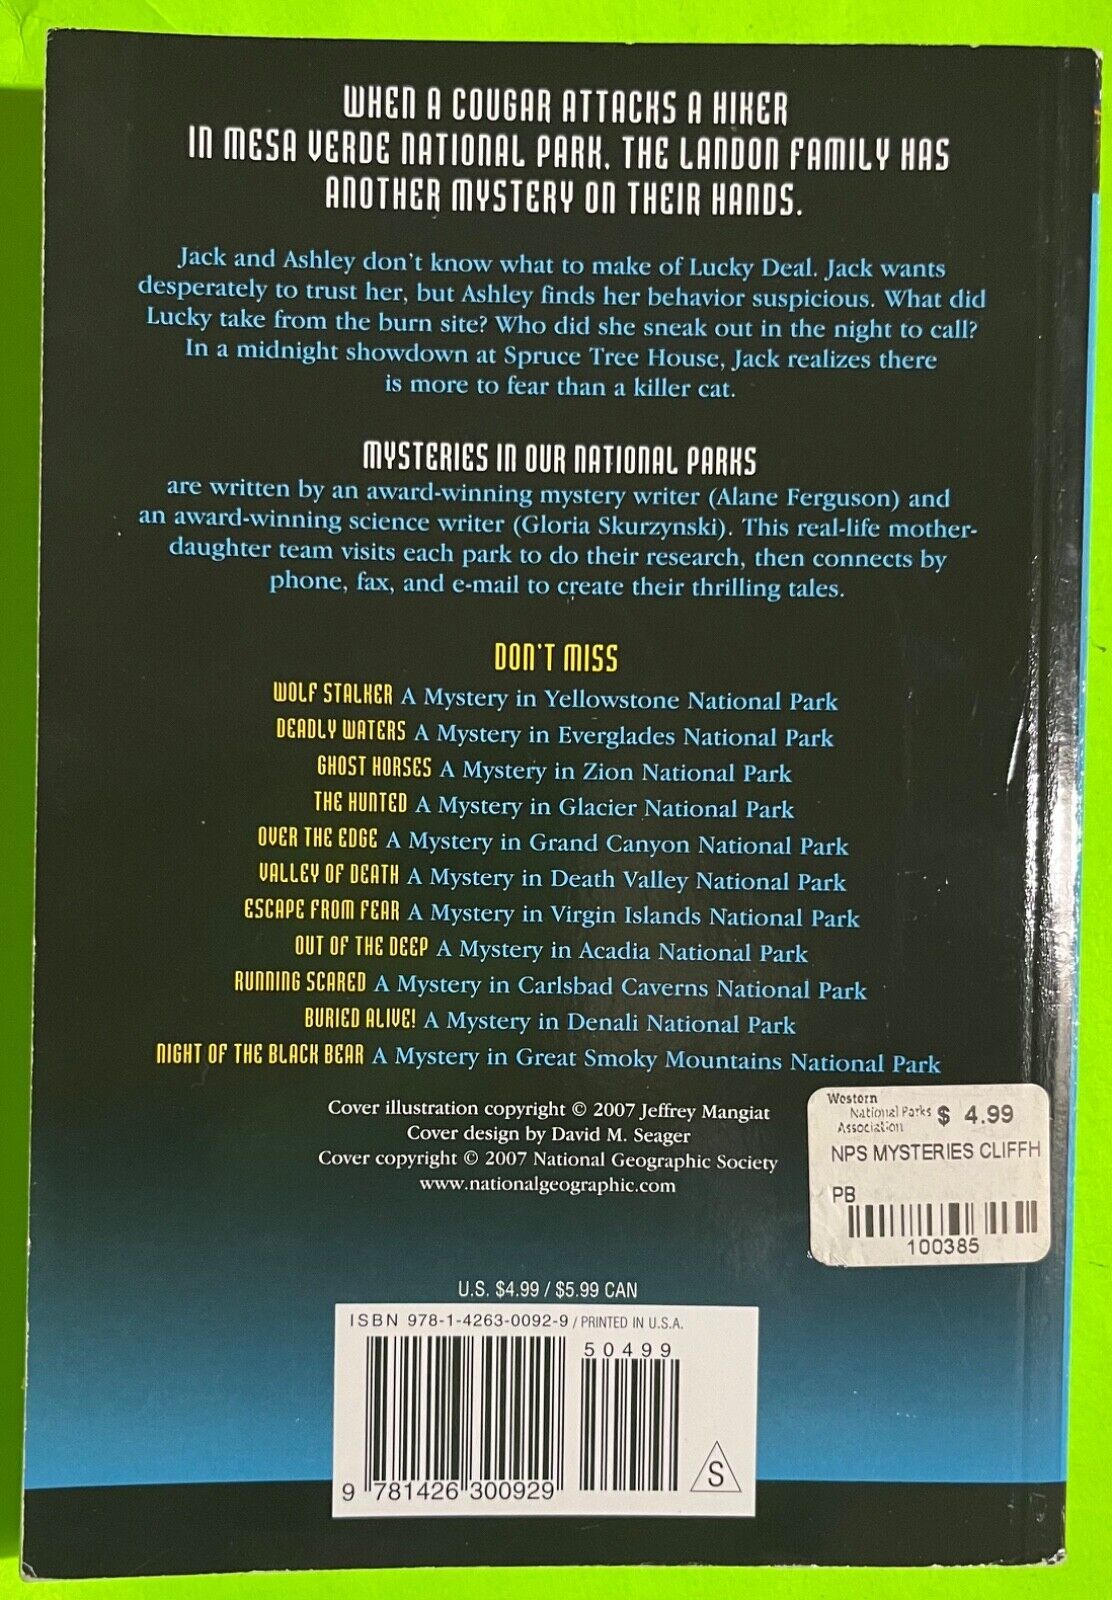 WHEN A COUGAR ATTACKS A HIKER
IN MESA VERDE NATIONAL PARK, THE LANDON FAMILY HAS
ANOTHER MYSTERY ON THEIR HANDS.
Jack and Ashley don't know what to make of Lucky Deal. Jack wants
desperately to trust her, but Ashley finds her behavior suspicious. What did
Lucky take from the burn site? Who did she sneak out in the night to call?
In a midnight showdown at Spruce Tree House, Jack realizes there
is more to fear than a killer cat.
MYSTERIES IN OUR NATIONAL PARKS
are written by an award-winning mystery writer (Alane Ferguson) and
an award-winning science writer (Gloria Skurzynski). This real-life mother-
daughter team visits each park to do their research, then connects by
phone, fax, and e-mail to create their thrilling tales.
DON'T MISS
WOLF STALKER A Mystery in Yellowstone National Park
DEADLY WATERS A Mystery in Everglades National Park
GHOST HORSES A Mystery in Zion National Park
THE HUNTED A Mystery in Glacier National Park
OVER THE EDGE A Mystery in Grand Canyon National Park
VALLEY OF DEATH A Mystery in Death Valley National Park
ESCAPE FROM FEAR A Mystery in Virgin Islands National Park
OUT OF THE DEEP A Mystery in Acadia National Park
RUNNING SCARED A Mystery in Carlsbad Caverns National Park
BURIED ALIVE! A Mystery in Denali National Park
NIGHT OF THE BLACK BEAR A Mystery in Great Smoky Mountains National Park
Cover illustration copyright © 2007 Jeffrey Mangiat
Cover design by David M. Seager
Cover copyright © 2007 National Geographic Society
www.nationalgeographic.com
Western
National Parks $ 4.99
Association
NPS MYSTERIES CLIFFH
PB
100385
U.S. $4.99 / $5.99 CAN
ISBN 978-1-4263-0092-9 / PRINTED IN U.S.A.
50499
S
9 781426 300929